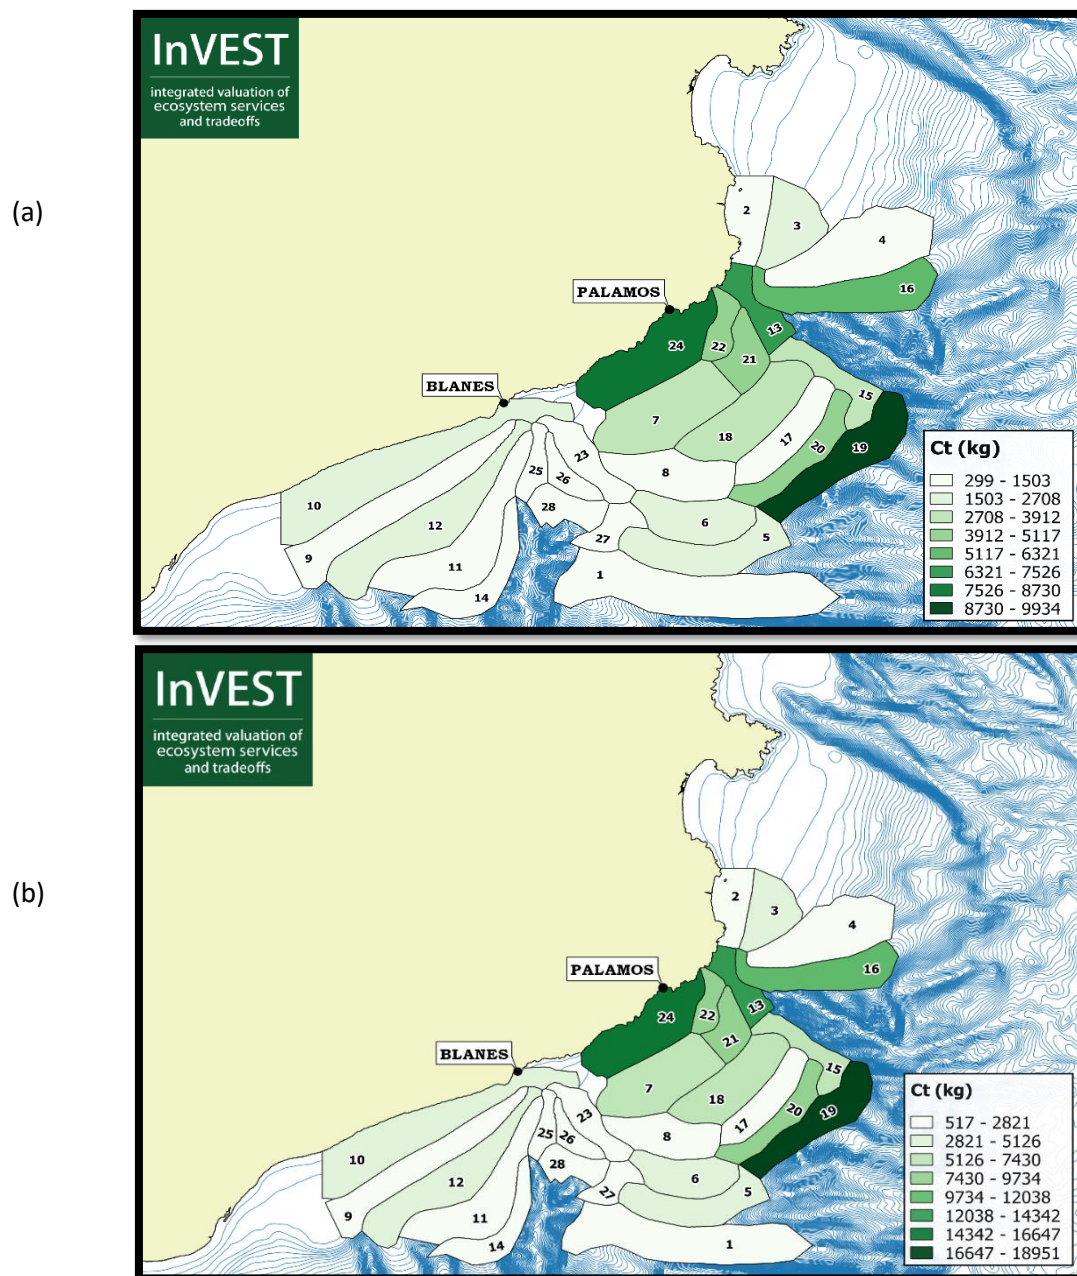 (a)
InVEST
integrated valuation of
ecosystem services
and tradeoffs
2
3
4
16
PALAMOS
13
24
22
21
BLANES
7
15
18
17
19
20
23
8
25
26
10
28
6
12
5
27
9
11
1
14
Ct (kg)
299 - 1503
1503 - 2708
2708 - 3912
3912 - 5117
5117 - 6321
6321 - 7526
7526 - 8730
8730 - 9934
(b)
InVEST
integrated valuation of
ecosystem services
and tradeoffs
2
3
4
16
PALAMOS
13
24
22
21
BLANES
15
7
18
20
19
23
17
25
26
8
10
28
6
12
5
27
9
11
14
1
Ct (kg)
517 - 2821
2821 - 5126
5126 - 7430
7430 - 9734
9734 - 12038
12038 - 14342
14342 - 16647
16647 - 18951